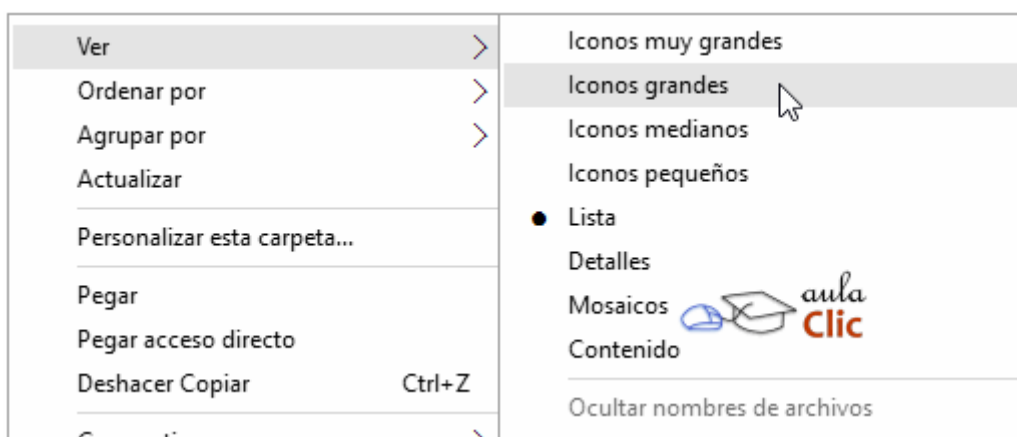 Ver
Ordenar por
Agrupar por
Actualizar
Personalizar esta carpeta...
Pegar
Pegar acceso directo
Deshacer Copiar Ctrl+Z
Iconos muy grandes
Iconos grandes
Iconos medianos
Iconos pequeños
Lista
Detalles
Mosaicos
Contenido
Ocultar nombres de archivos
aula
Clic